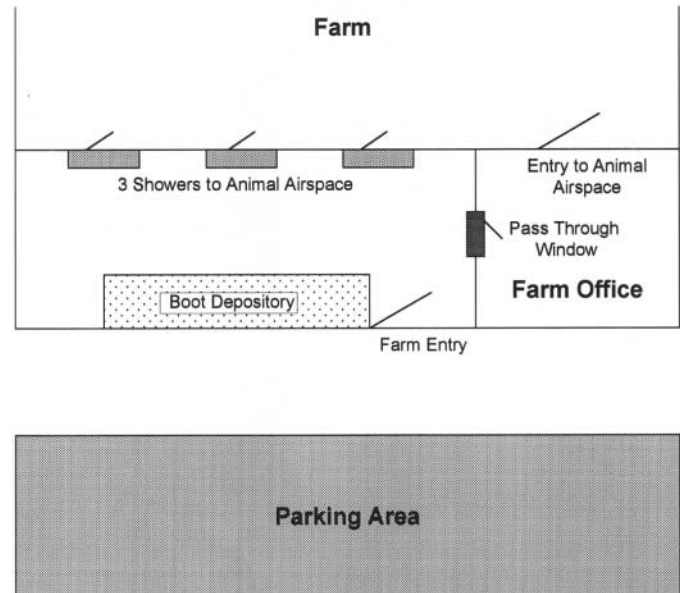 Farm
3 Showers to Animal Airspace
Entry to Animal
Airspace
Pass Through
Window
Boot Depository
Farm Office
Farm Entry
Parking Area